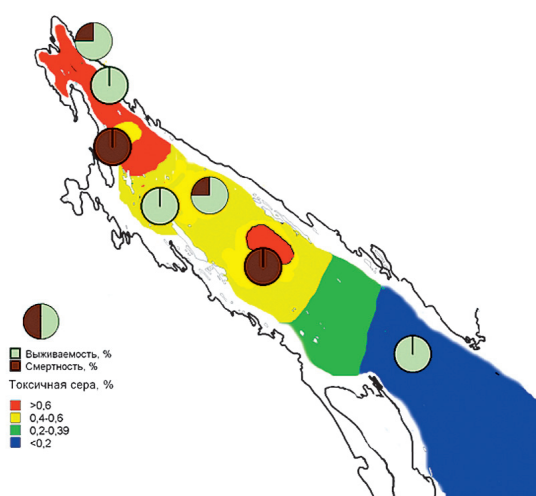 Выживаемость, %
Смертность, %
Токсичная сера, %
>0,6
0,4-0,6
0,2-0,39
<0,2